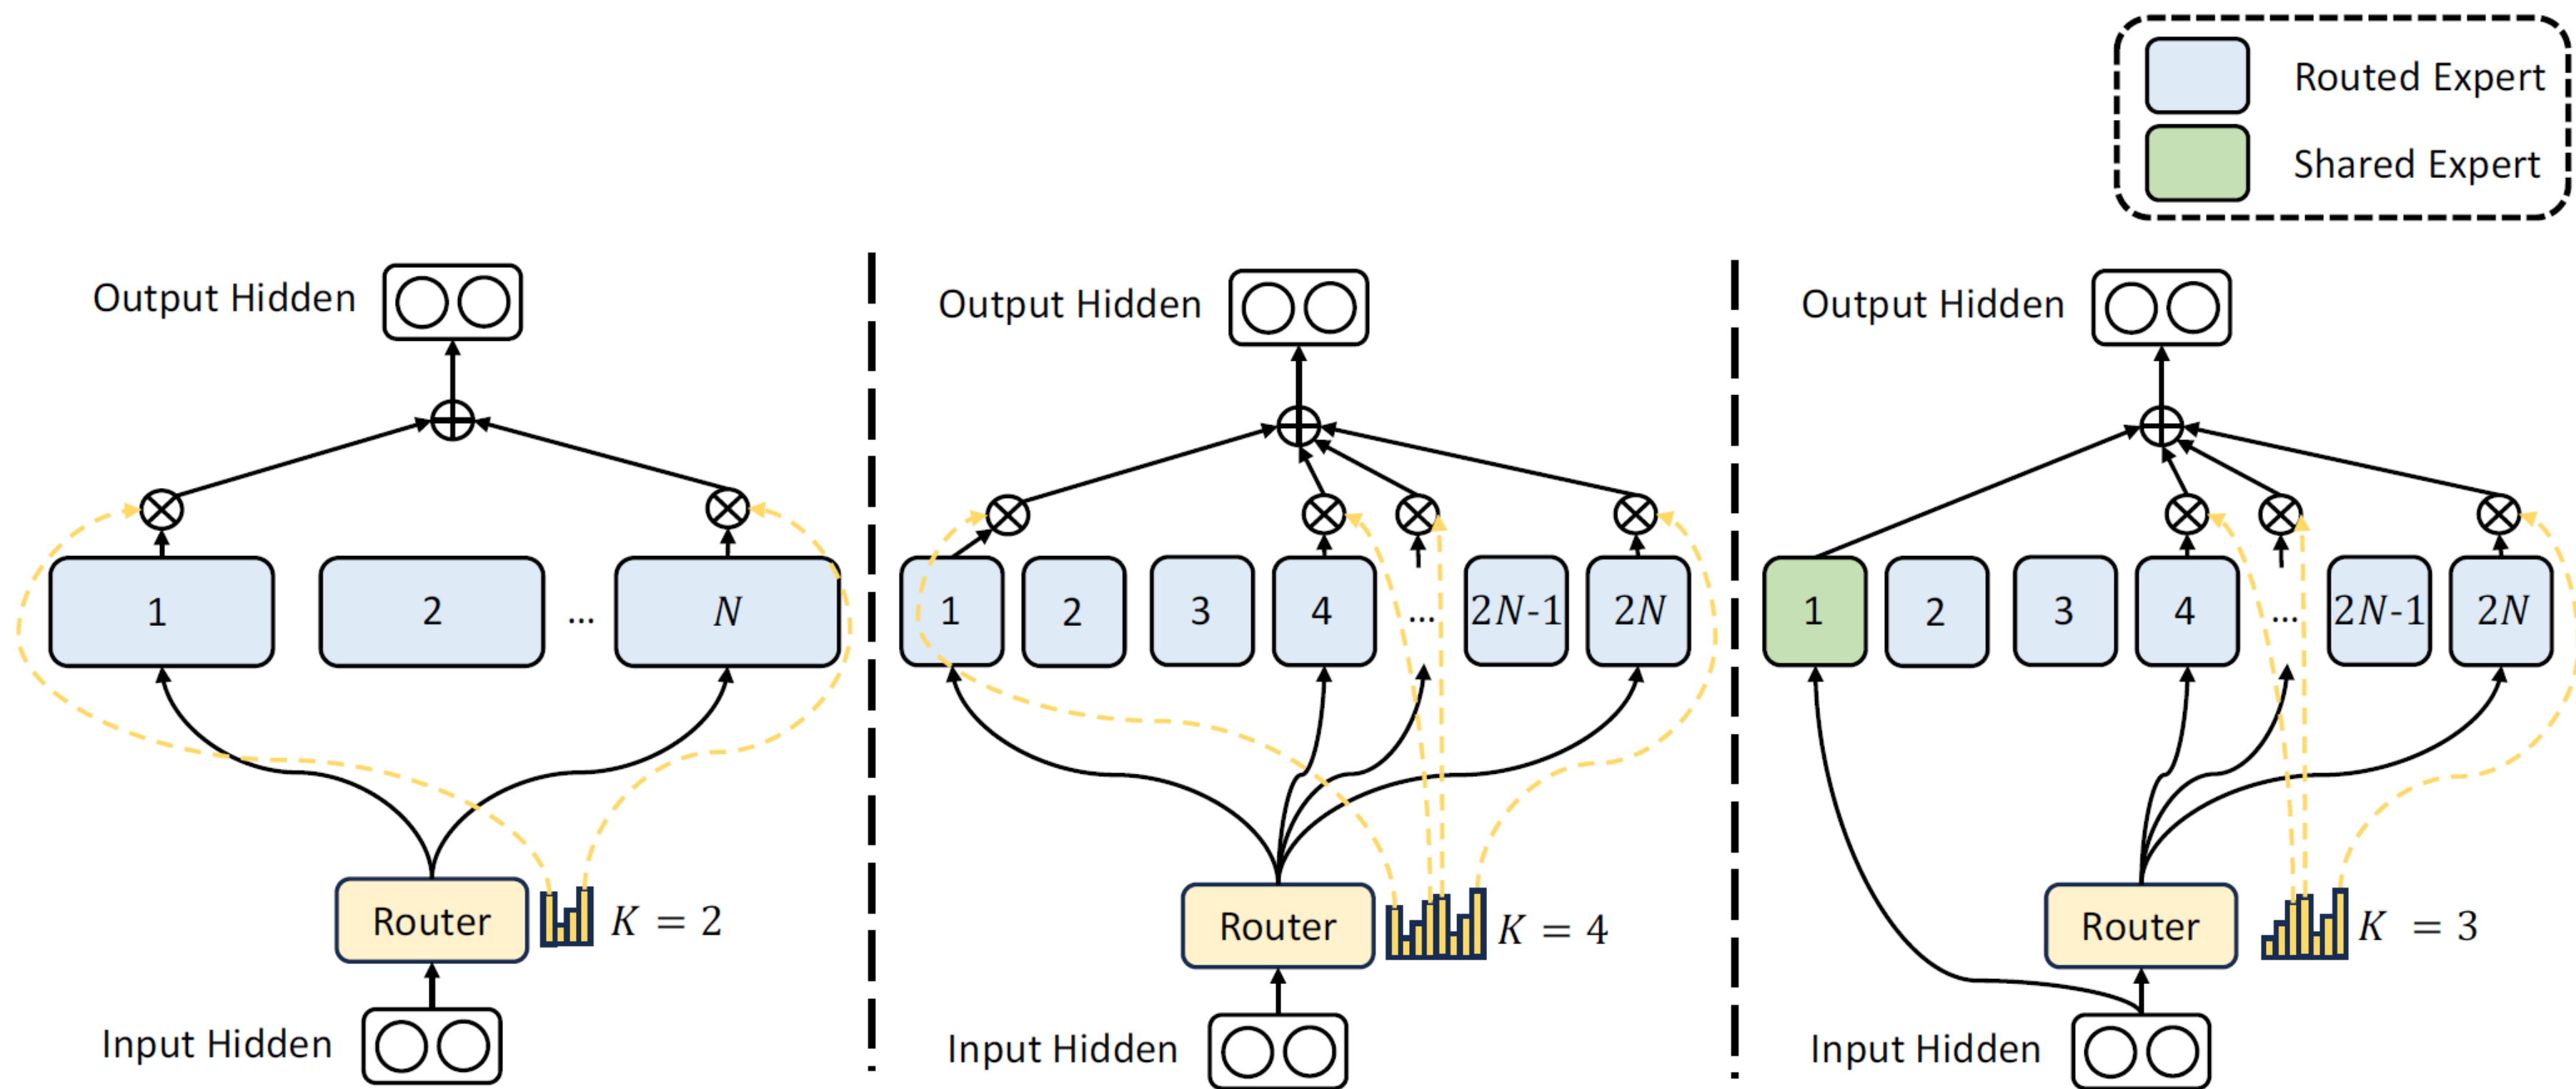 Routed Expert
Shared Expert
Output Hidden
1
2
...
N
Router
K = 2
Input Hidden
Output Hidden
1
2
3
4
...
2N-1
2N
Router
K = 4
Input Hidden
Output Hidden
1
2
3
4
...
2N-1
2N
Router
K = 3
Input Hidden